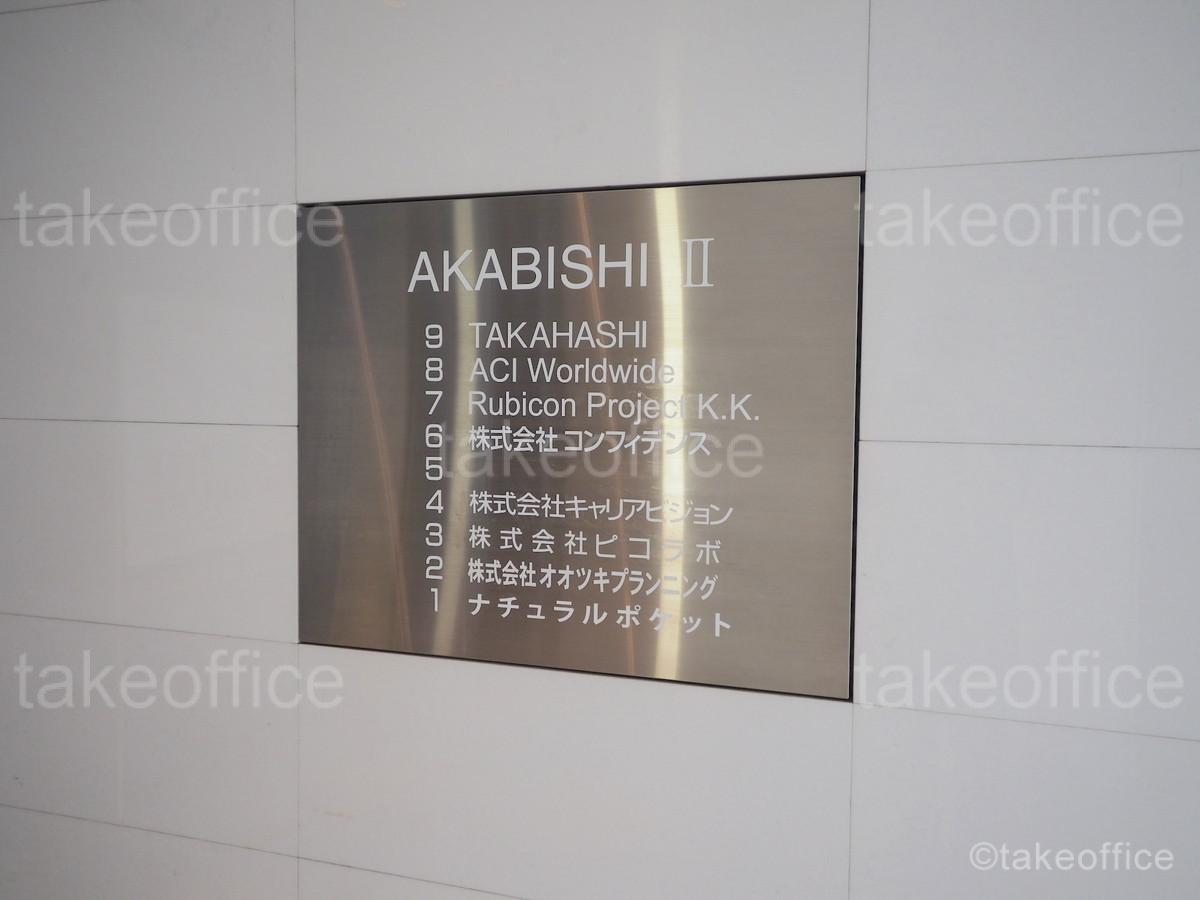 takeoffice takeoffice
AKABISHI Ⅱ
9 TAKAHASHI
8 ACI Worldwide
7 Rubicon Project K.K.
6 株式会社コンフィデンス
takeoffice
5
4 株式会社キャリアビジョン
3 株式会社ピコラボ
2 株式会社オオツキプランニング
1 ナチュラルポケット
takeoffice takeoffice
©takeoffice